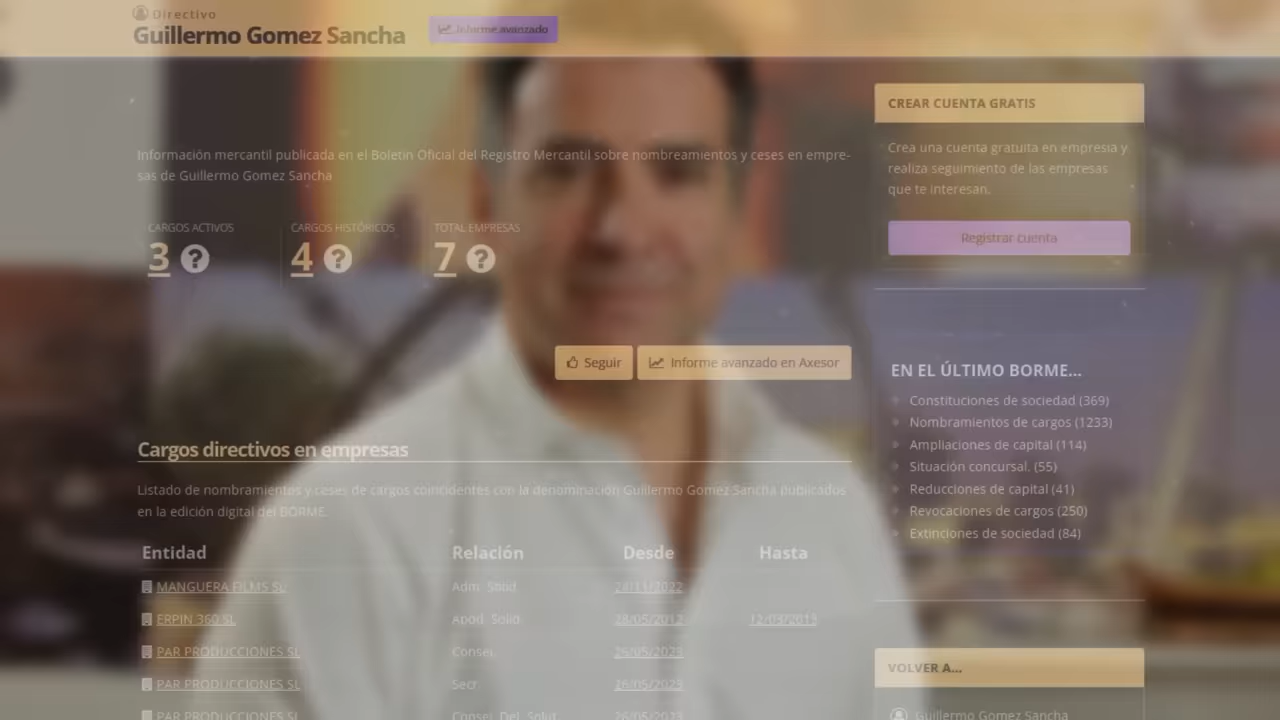 Directivo
Guillermo Gomez Sancha
Informe avanzado
Información mercantil publicada en el Boletín Oficial del Registro Mercantil sobre nombreamientos y ceses en empre-
sas de Guillermo Gomez Sancha
CARGOS ACTIVOS CARGOS HISTÓRICOS TOTAL EMPRESAS
3 4 7
Seguir Informe avanzado en Axesor
Cargos directivos en empresas
Listado de nombramientos y ceses de cargos coincidentes con la denominación Guillermo Gomez Sancha publicados
en la edición digital del BORME.
Entidad Relación Desde Hasta
MANGUERA FILMS SL Adm. Solid. 28/11/2022
ERPIN 360 SL Apod. Solid. 28/05/2012 12/03/2015
PAR PRODUCCIONES SL Consej. 26/05/2023
PAR PRODUCCIONES SL Secr. 26/05/2023
PAR PRODUCCIONES SL Consej. Del. Solid. 26/05/2023
CREAR CUENTA GRATIS
Crea una cuenta gratuita en empresia y
realiza seguimiento de las empresas
que te interesan.
Registrar cuenta
EN EL ÚLTIMO BORME...
Constituciones de sociedad (369)
Nombramientos de cargos (1233)
Ampliaciones de capital (114)
Situación concursal. (55)
Reducciones de capital (41)
Revocaciones de cargos (250)
Extinciones de sociedad (84)
VOLVER A...
Guillermo Gomez Sancha